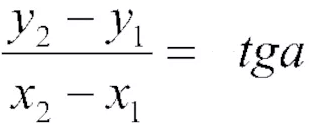 y₂ − y₁
x₂ − x₁
= tga